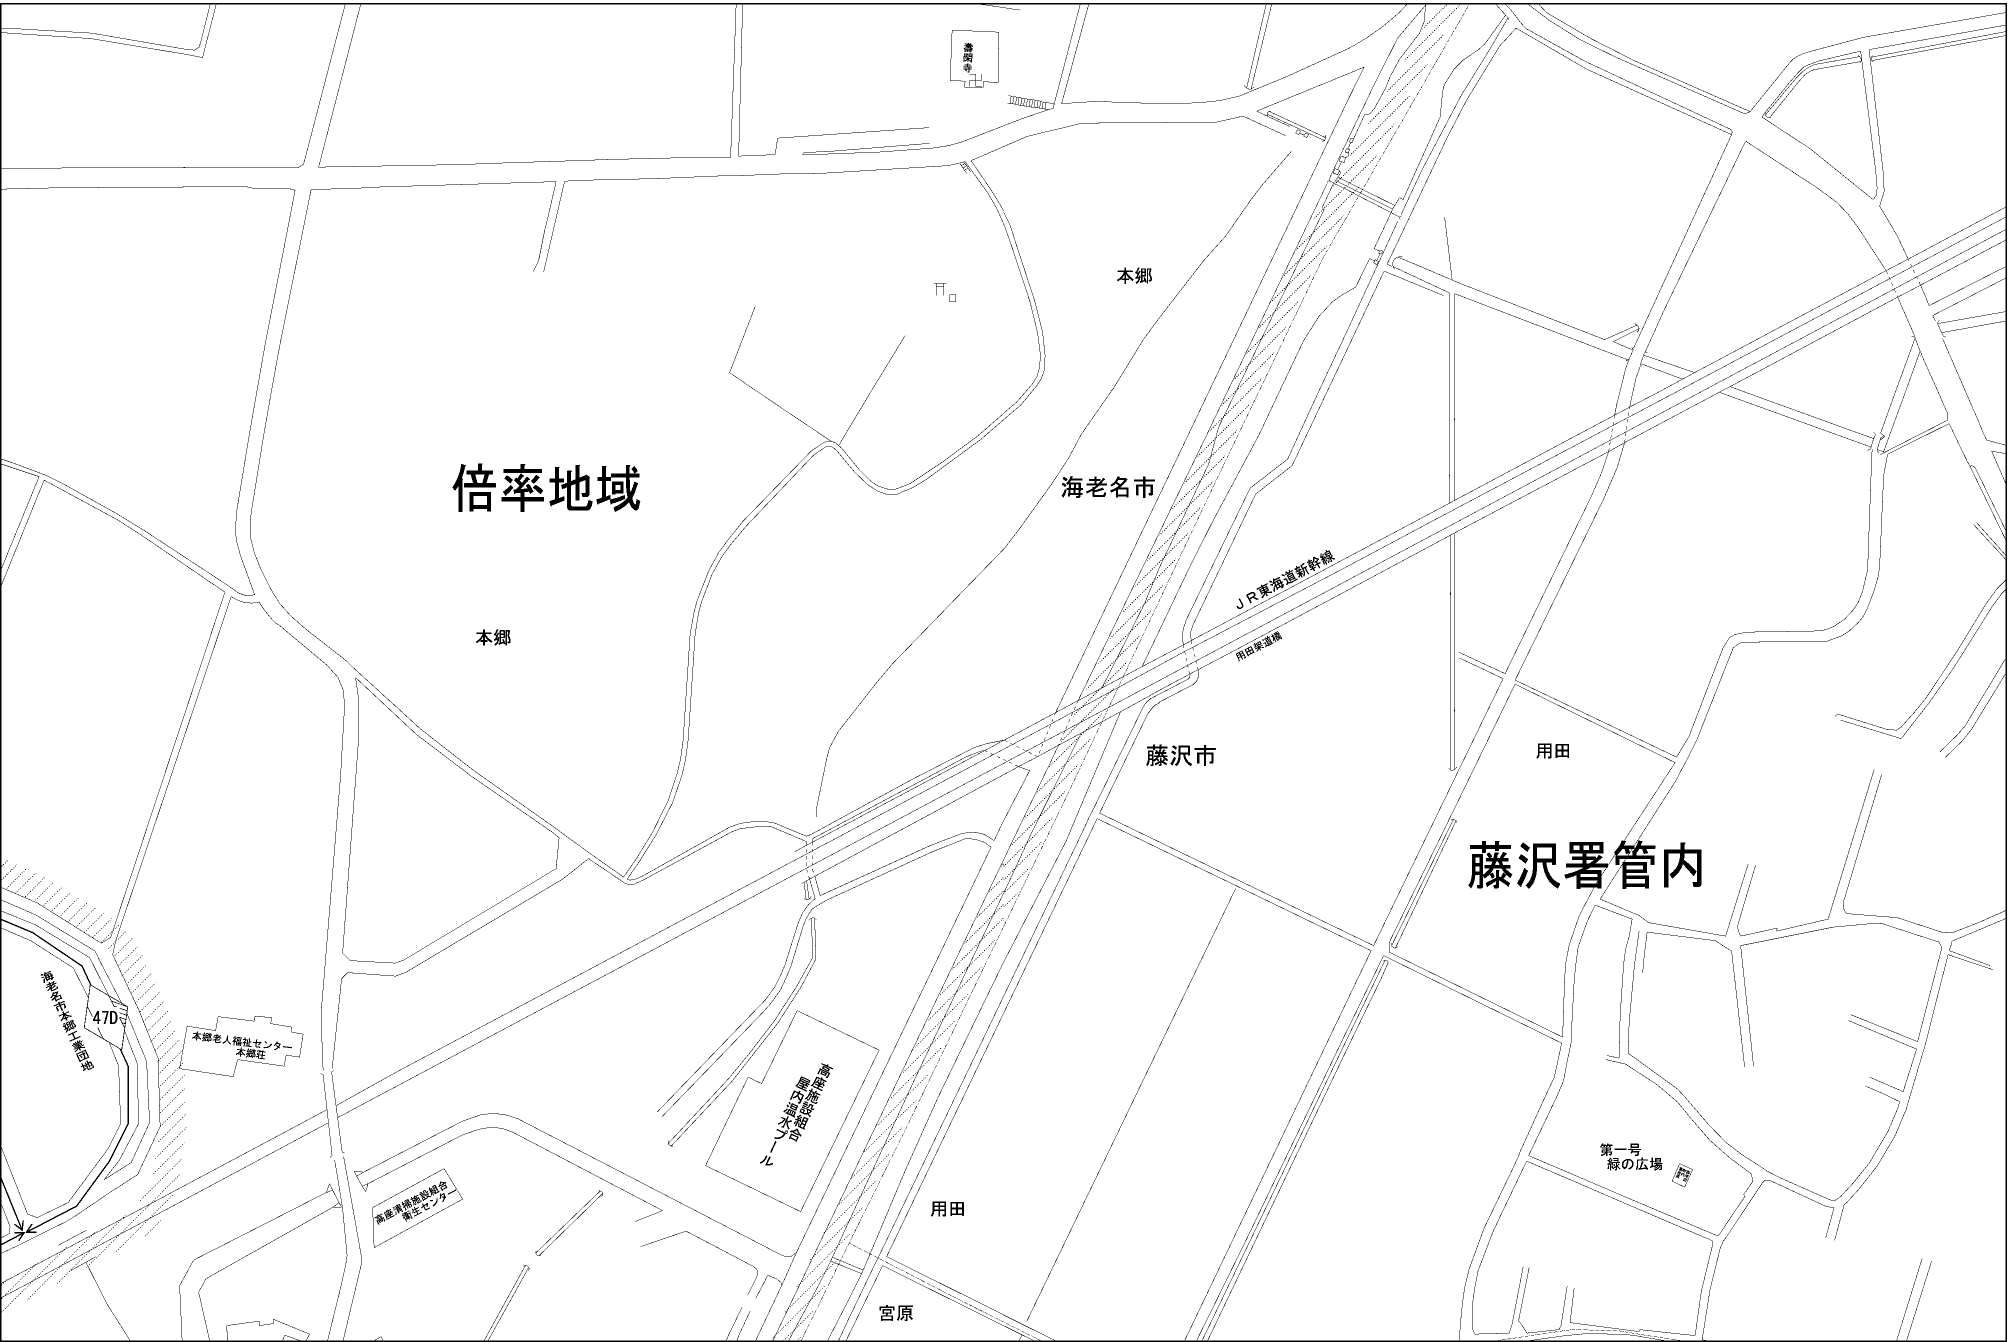 壽閑寺
本郷
倍率地域
海老名市
ＪＲ東海道新幹線
用田架道橋
本郷
藤沢市
用田
藤沢署管内
海老名市本郷工業団地
47D
本郷老人福祉センター
本郷荘
高座施設組合
屋内温水プール
第一号
緑の広場
高座清掃施設組合
衛生センター
用田
宮原